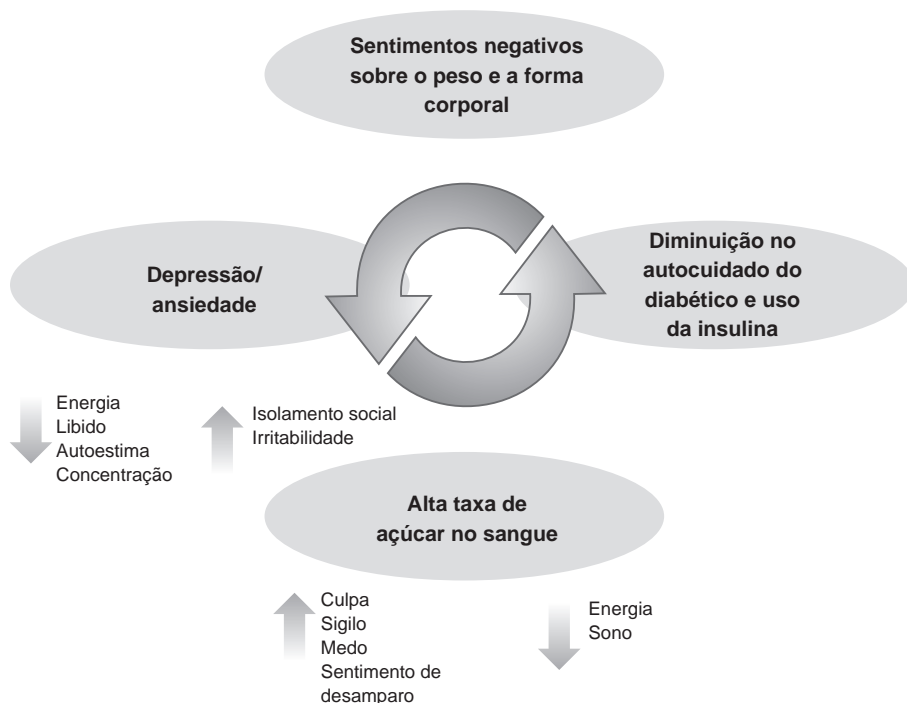 Sentimentos negativos
sobre o peso e a forma
corporal
Depressão/
ansiedade
Diminuição no
autocuidado do
diabético e uso
da insulina
Energia
Libido
Autoestima
Concentração
Isolamento social
Irritabilidade
Alta taxa de
açúcar no sangue
Culpa
Sigilo
Medo
Sentimento de
desamparo
Energia
Sono